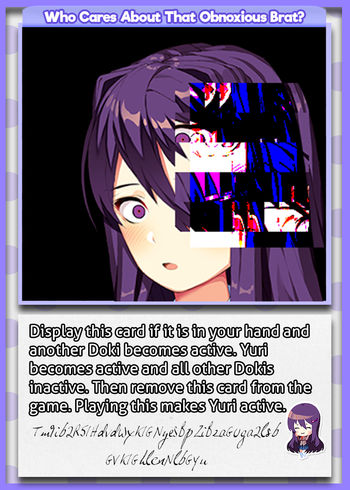 Who Cares About That Obnoxious Brat?
Display this card if it is in your hand and
another Doki becomes active. Yuri
becomes active and all other Dokis
inactive. Then remove this card from the
game. Playing this makes Yuri active.
Tm9ib2R5IHdvdWxkIGNyeSBpZiBzaGUga2lsb
GVkIGhlcnNlbGYu